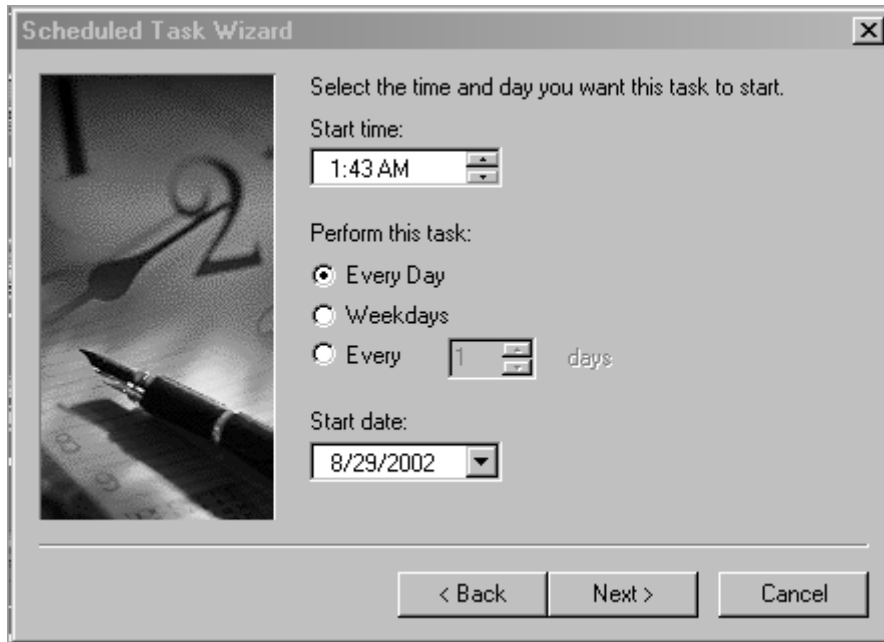 Scheduled Task Wizard
Select the time and day you want this task to start.
Start time:
1:43 AM
Perform this task:
Every Day
Weekdays
Every 1 days
Start date:
8/29/2002
2
< Back Next > Cancel